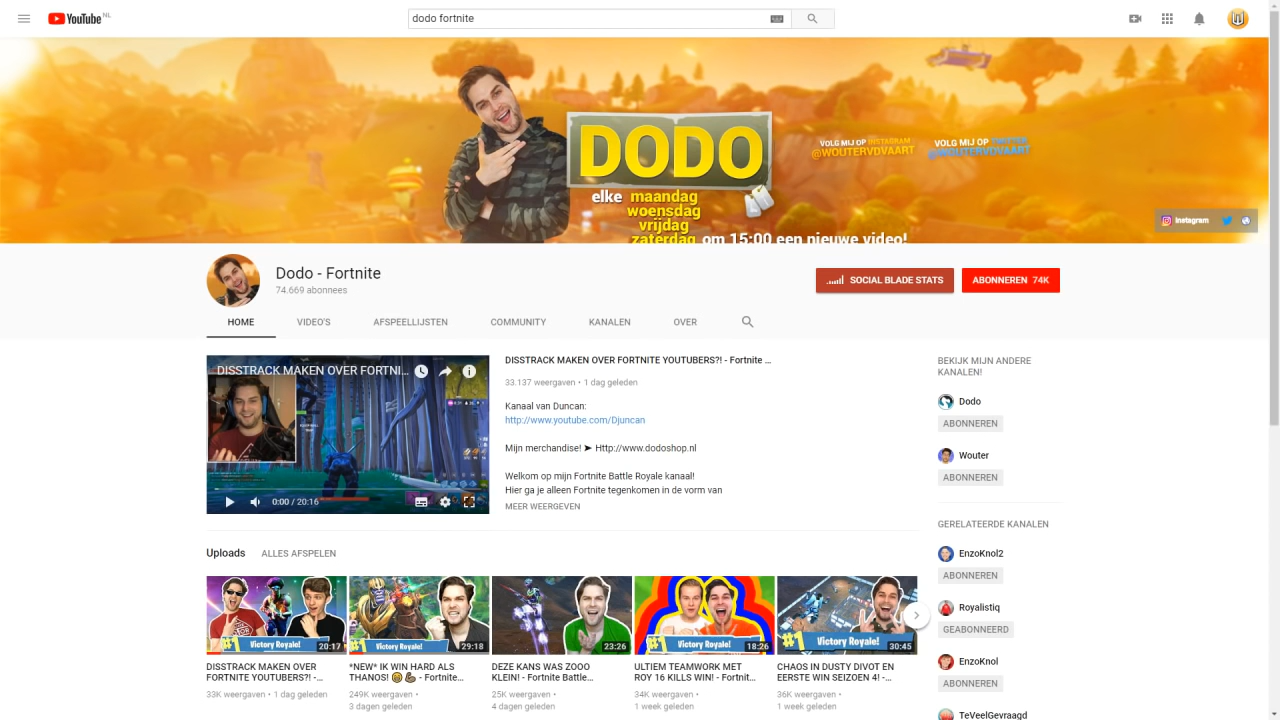 YouTube NL
dodo fortnite
DODO
elke maandag
woensdag
vrijdag
zaterdag om 15:00 een nieuwe video!
VOLG MIJ OP INSTAGRAM
@WOUTERVDVAART
VOLG MIJ OP TWITTER
@WOUTERVDVAART
Instagram
Dodo - Fortnite
74.669 abonnees
SOCIAL BLADE STATS
ABONNEREN 74K
HOME
VIDEO'S
AFSPEELLIJSTEN
COMMUNITY
KANALEN
OVER
DISSTRACK MAKEN OVER FORTNI...
0:00 / 20:16
DISSTRACK MAKEN OVER FORTNITE YOUTUBERS?! - Fortnite ...
33.137 weergaven • 1 dag geleden
Kanaal van Duncan:
http://www.youtube.com/Djuncan
Mijn merchandise! ➤ Http://www.dodoshop.nl
Welkom op mijn Fortnite Battle Royale kanaal!
Hier ga je alleen Fortnite tegenkomen in de vorm van
MEER WEERGEVEN
Uploads
ALLES AFSPELEN
#1 Victory Royale!
20:17
DISSTRACK MAKEN OVER
FORTNITE YOUTUBERS?! -...
33K weergaven • 1 dag geleden
#1 Victory Royale!
29:18
*NEW* IK WIN HARD ALS
THANOS! 😄💪 - Fortnite...
249K weergaven •
3 dagen geleden
23:26
DEZE KANS WAS ZOOO
KLEIN! - Fortnite Battle...
25K weergaven •
4 dagen geleden
#1 Victory Royale!
18:26
ULTIEM TEAMWORK MET
ROY 16 KILLS WIN! - Fortnit...
34K weergaven •
1 week geleden
#1 Victory Royale!
30:45
CHAOS IN DUSTY DIVOT EN
EERSTE WIN SEIZOEN 4! -...
36K weergaven •
1 week geleden
BEKIJK MIJN ANDERE
KANALEN!
Dodo
ABONNEREN
Wouter
ABONNEREN
GERELATEERDE KANALEN
EnzoKnol2
ABONNEREN
Royalistiq
GEABONNEERD
EnzoKnol
ABONNEREN
TeVeelGevraagd